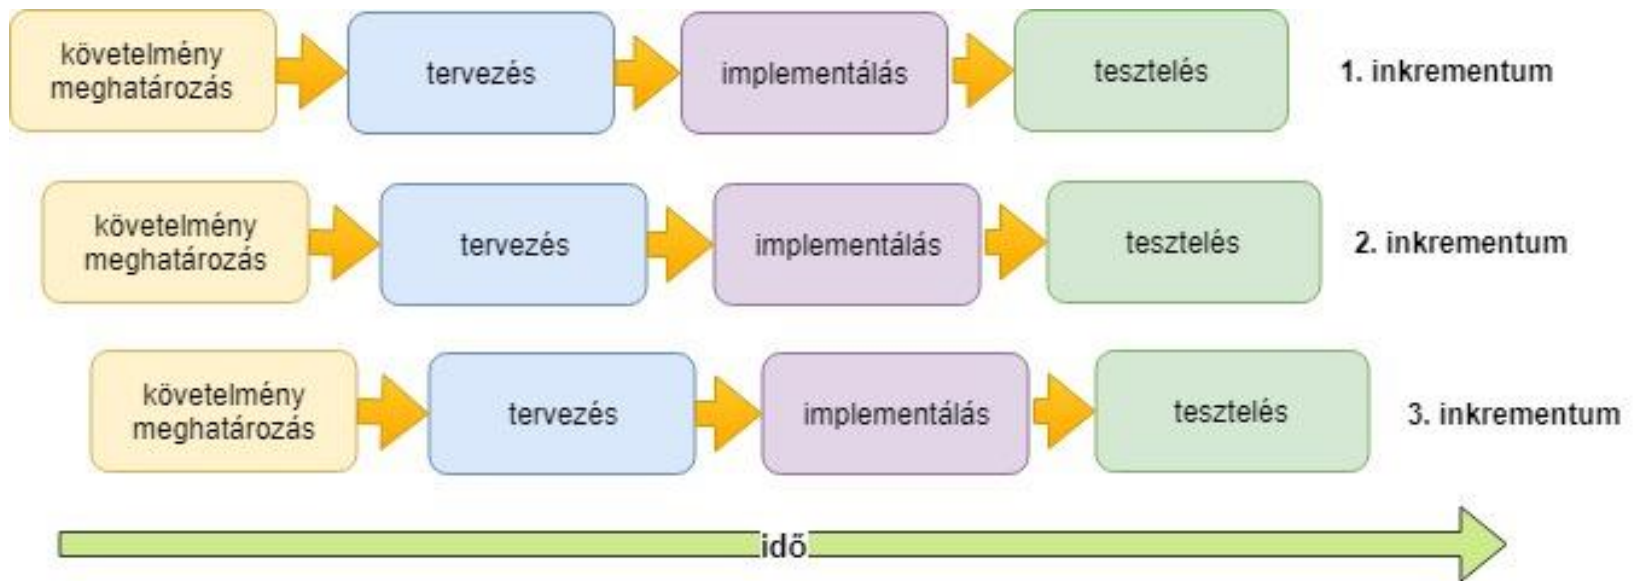 követelmény
meghatározás
tervezés
implementálás
tesztelés
1. inkrementum
követelmény
meghatározás
tervezés
implementálás
tesztelés
2. inkrementum
követelmény
meghatározás
tervezés
implementálás
tesztelés
3. inkrementum
idő